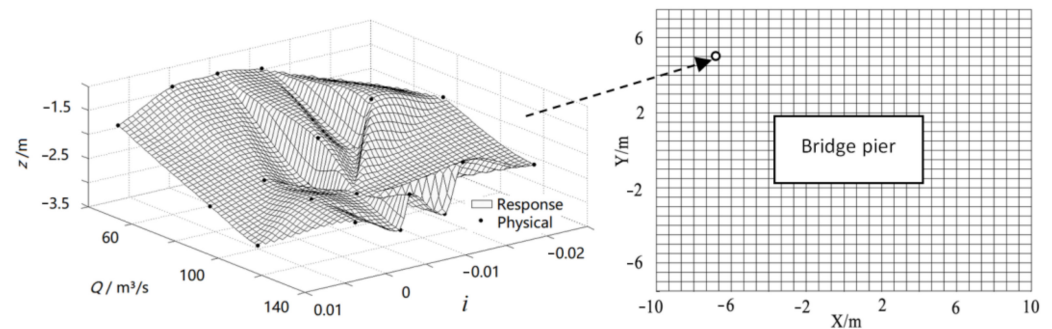 −1.5
−2.5
−3.5
z/m
60
100
140
Q / m³/s
0.01
0
−0.01
−0.02
i
Response
Physical
6
2
−2
−6
Y/m
Bridge pier
−10
−6
−2
2
6
10
X/m